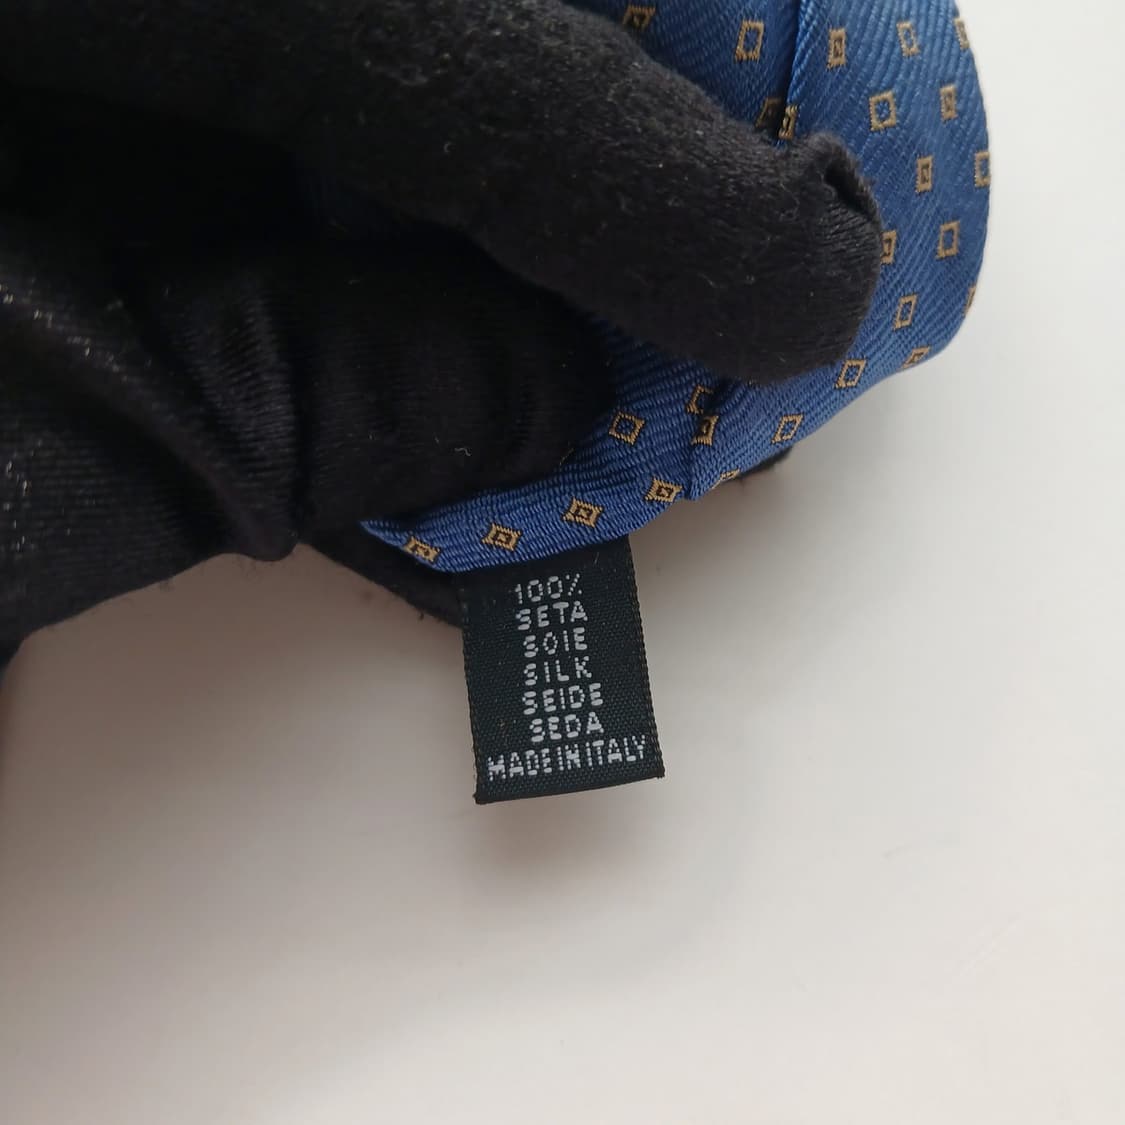 100%
SETA
SOIE
SILK
SEIDE
SEDA
MADE IN ITALY